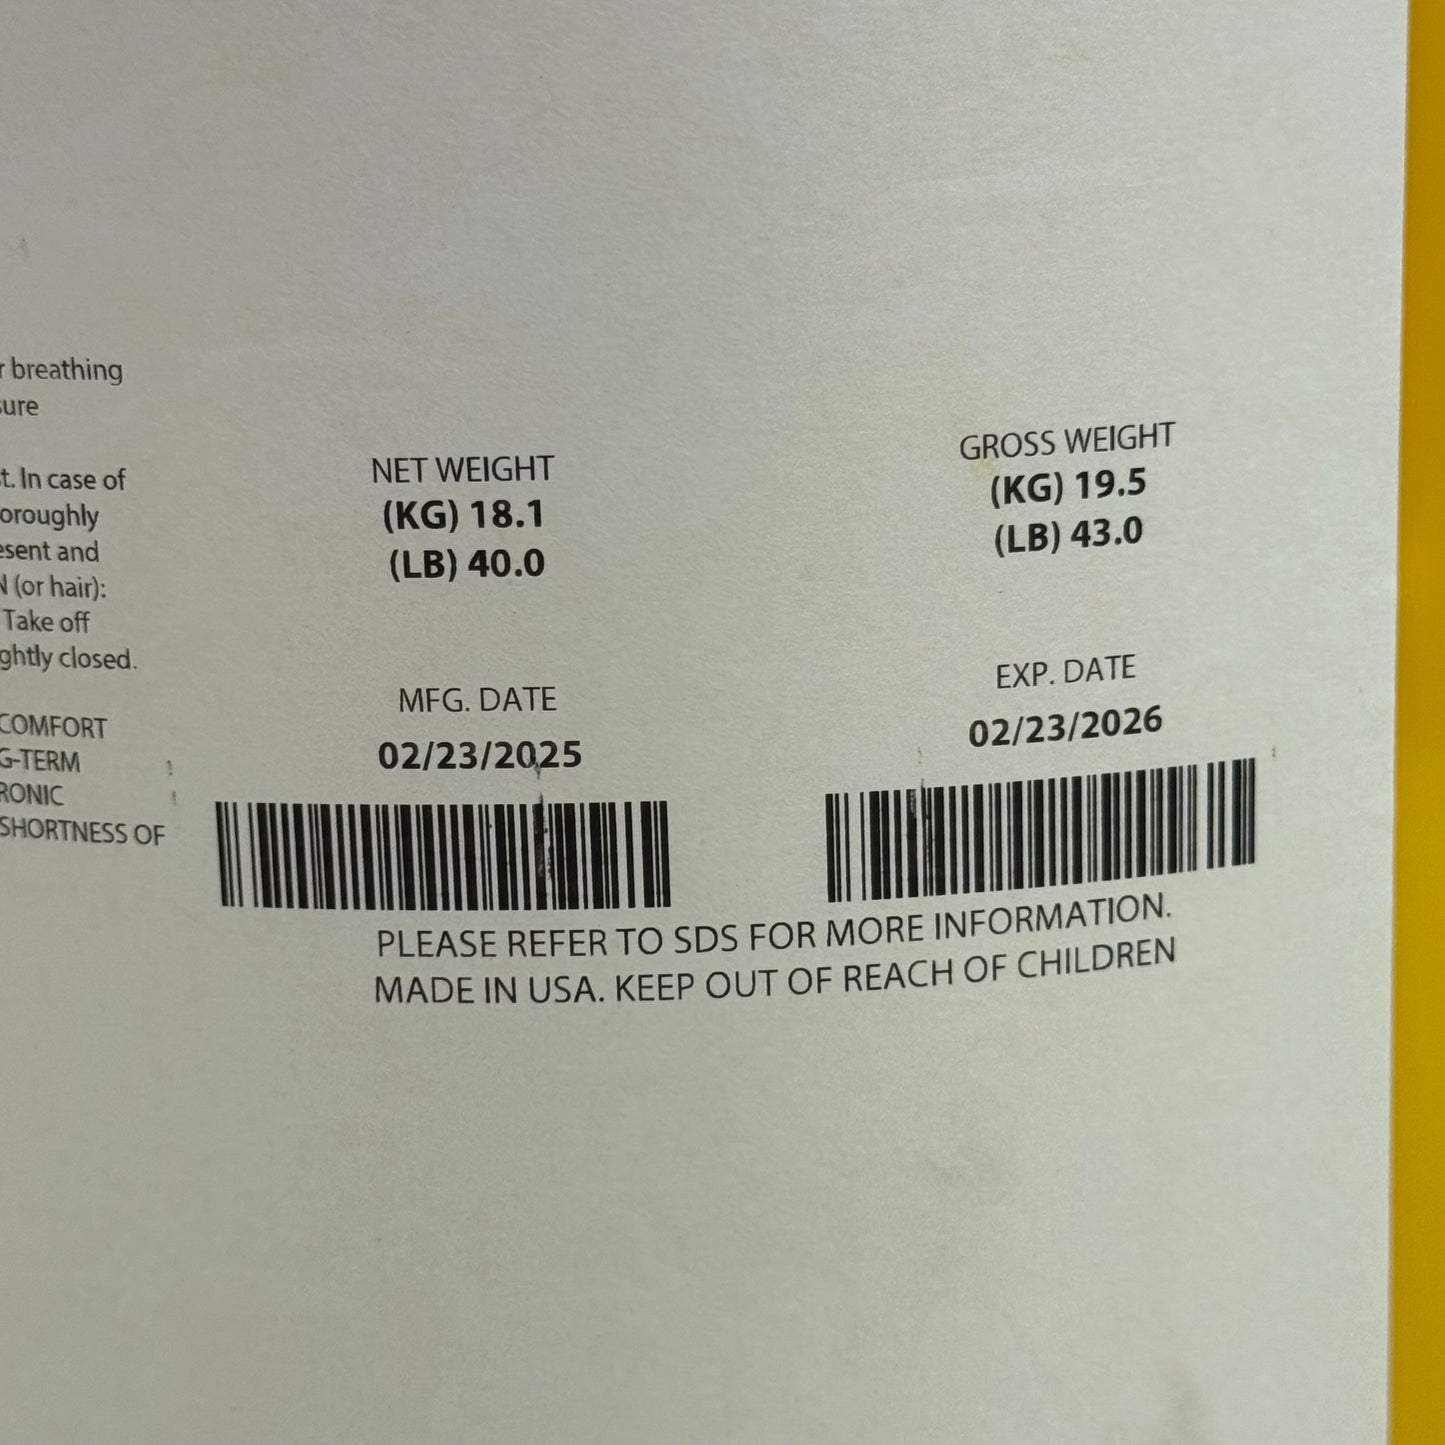 breathing
t. In case of
oroughly
esent and
N (or hair):
Take off
ghtly closed.
COMFORT
G-TERM
RONIC
SHORTNESS OF
NET WEIGHT
(KG) 18.1
(LB) 40.0
GROSS WEIGHT
(KG) 19.5
(LB) 43.0
MFG. DATE
02/23/2025
EXP. DATE
02/23/2026
PLEASE REFER TO SDS FOR MORE INFORMATION.
MADE IN USA. KEEP OUT OF REACH OF CHILDREN